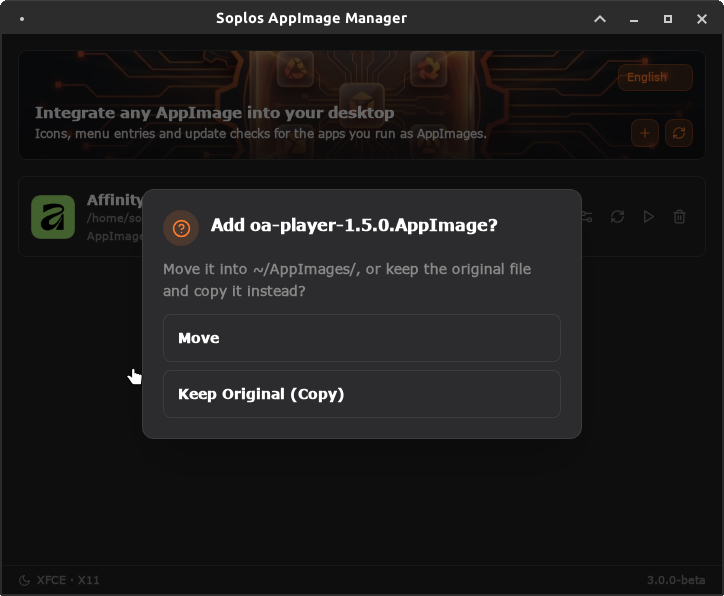 Soplos AppImage Manager
English
Integrate any AppImage into your desktop
Icons, menu entries and update checks for the apps you run as AppImages.
Affinity
/home/so
AppImage
Add oa-player-1.5.0.AppImage?
Move it into ~/AppImages/, or keep the original file
and copy it instead?
Move
Keep Original (Copy)
XFCE • X11
3.0.0-beta